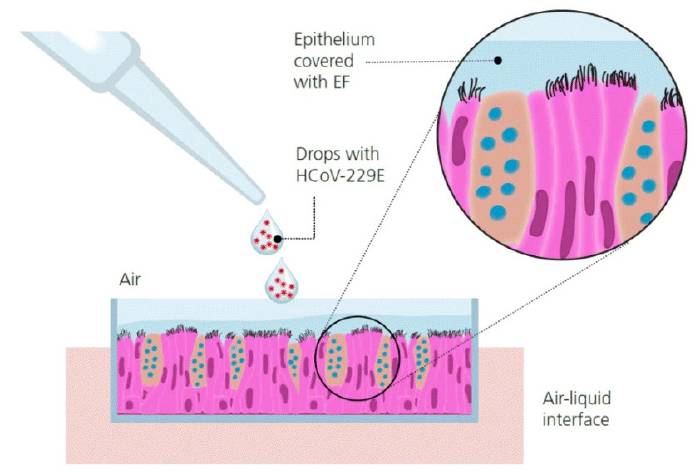 Epithelium
covered
with EF
Drops with
HCoV-229E
Air
Air-liquid
interface